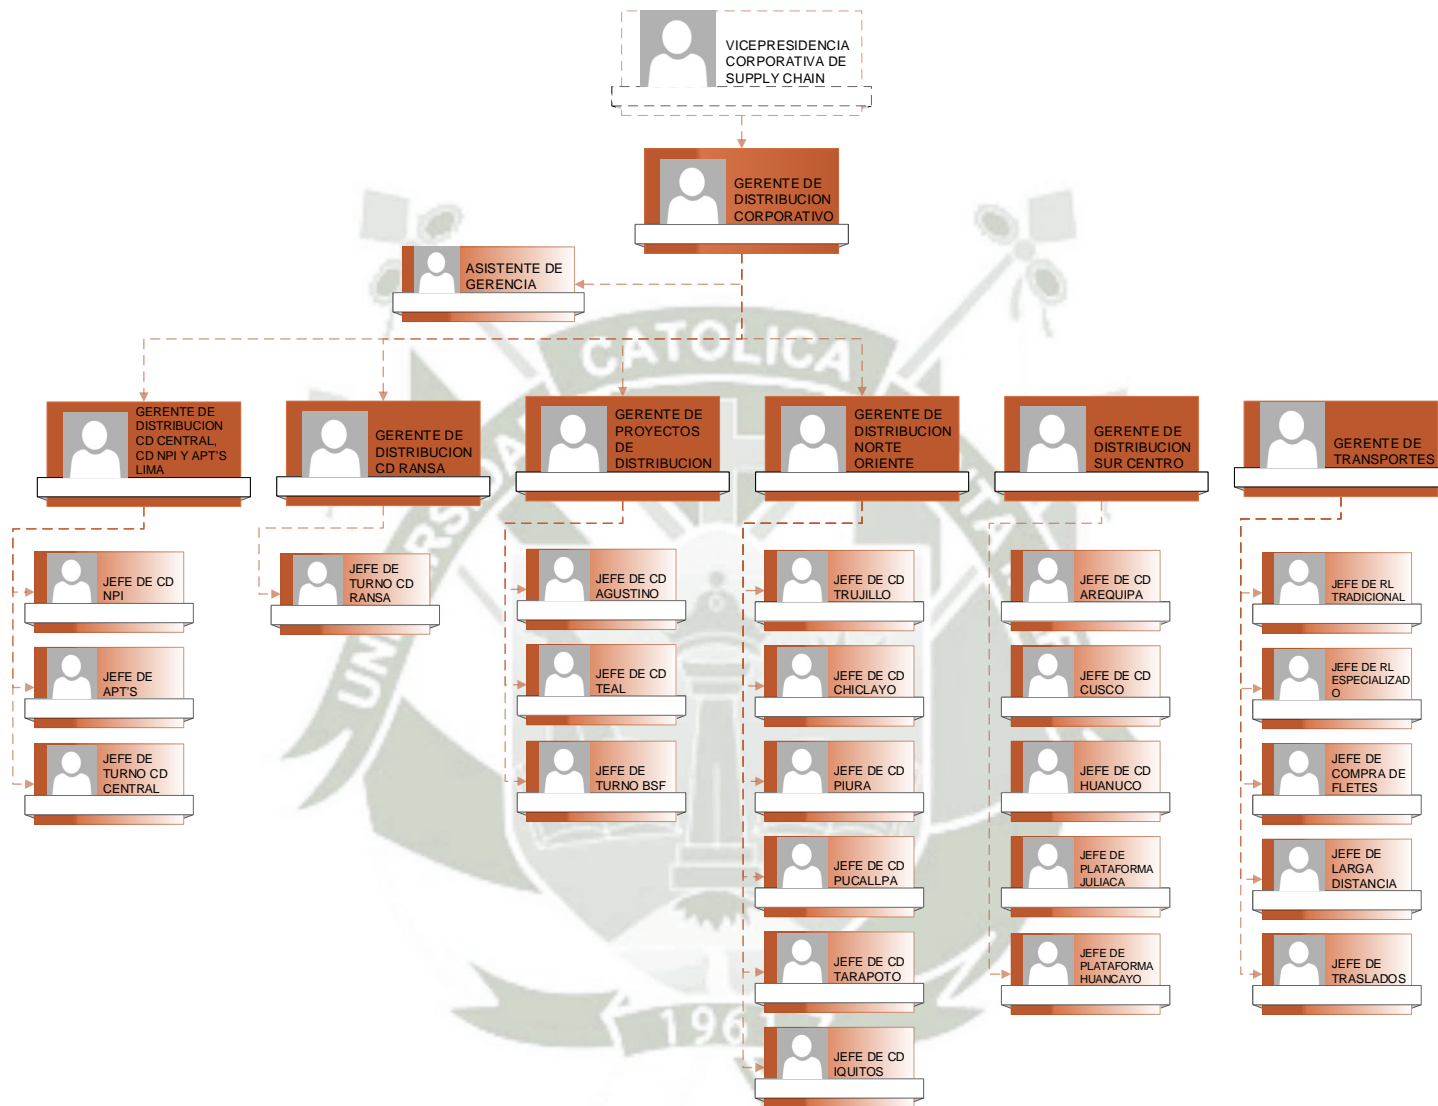 VICEPRESIDENCIA
CORPORATIVA DE
SUPPLY CHAIN
GERENTE DE
DISTRIBUCION
CORPORATIVO
ASISTENTE DE
GERENCIA
GERENTE DE
DISTRIBUCION
CD CENTRAL,
CD NPI Y APT'S
LIMA
GERENTE DE
DISTRIBUCION
CD RANSA
GERENTE DE
PROYECTOS
DE
DISTRIBUCION
GERENTE DE
DISTRIBUCION
NORTE
ORIENTE
GERENTE DE
DISTRIBUCION
SUR CENTRO
GERENTE DE
TRANSPORTES
JEFE DE CD
NPI
JEFE DE
APT'S
JEFE DE
TURNO CD
CENTRAL
JEFE DE
TURNO CD
RANSA
JEFE DE CD
AGUSTINO
JEFE DE CD
TEAL
JEFE DE
TURNO BSF
JEFE DE CD
TRUJILLO
JEFE DE CD
CHICLAYO
JEFE DE CD
PIURA
JEFE DE CD
PUCALLPA
JEFE DE CD
TARAPOTO
JEFE DE CD
IQUITOS
JEFE DE CD
AREQUIPA
JEFE DE CD
CUSCO
JEFE DE CD
HUANUCO
JEFE DE
PLATAFORMA
JULIACA
JEFE DE
PLATAFORMA
HUANCAYO
JEFE DE RL
TRADICIONAL
JEFE DE RL
ESPECIALIZAD
O
JEFE DE
COMPRA DE
FLETES
JEFE DE
LARGA
DISTANCIA
JEFE DE
TRASLADOS
CATOLICA